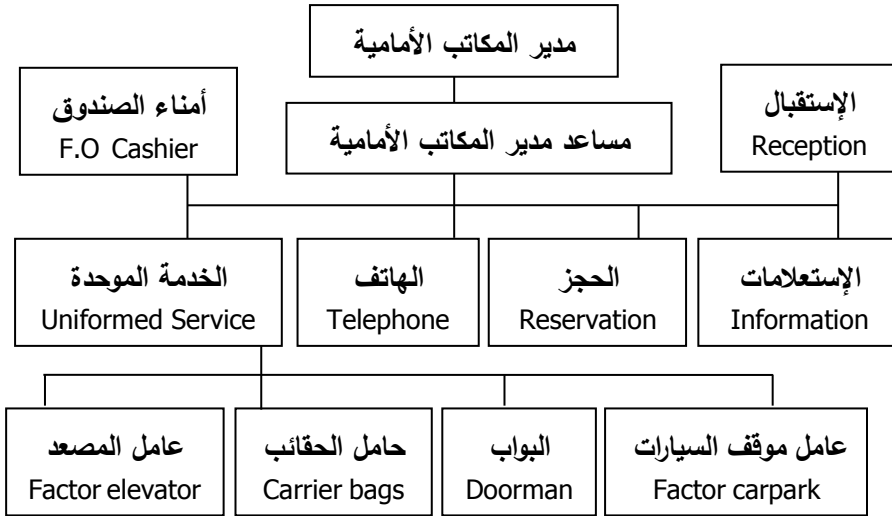 مدير المكاتب الأمامية
الإستقبال
Reception
مساعد مدير المكاتب الأمامية
أمناء الصندوق
F.O Cashier
الإستعلامات
Information
الحجز
Reservation
الهاتف
Telephone
الخدمة الموحدة
Uniformed Service
عامل موقف السيارات
Factor carpark
البواب
Doorman
حامل الحقائب
Carrier bags
عامل المصعد
Factor elevator